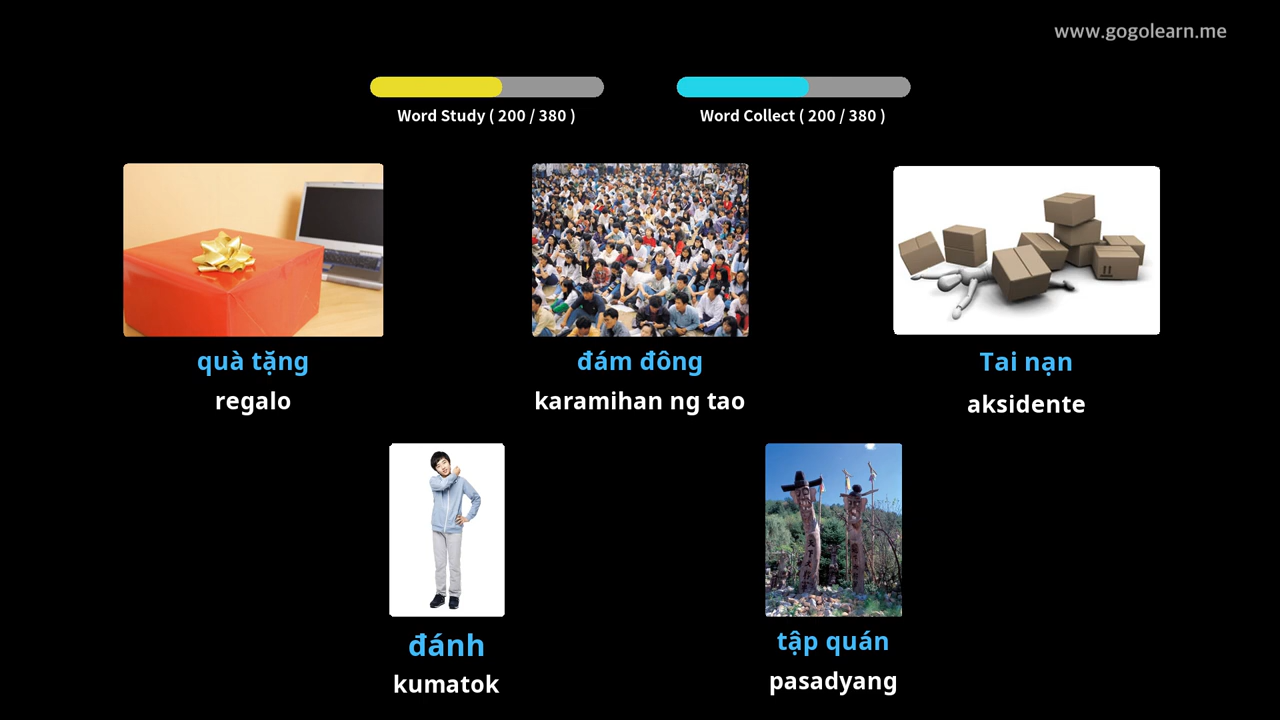 www.gogolearn.me
Word Study ( 200 / 380 )
Word Collect ( 200 / 380 )
quà tặng
regalo
đám đông
karamihan ng tao
Tai nạn
aksidente
đánh
kumatok
tập quán
pasadyang